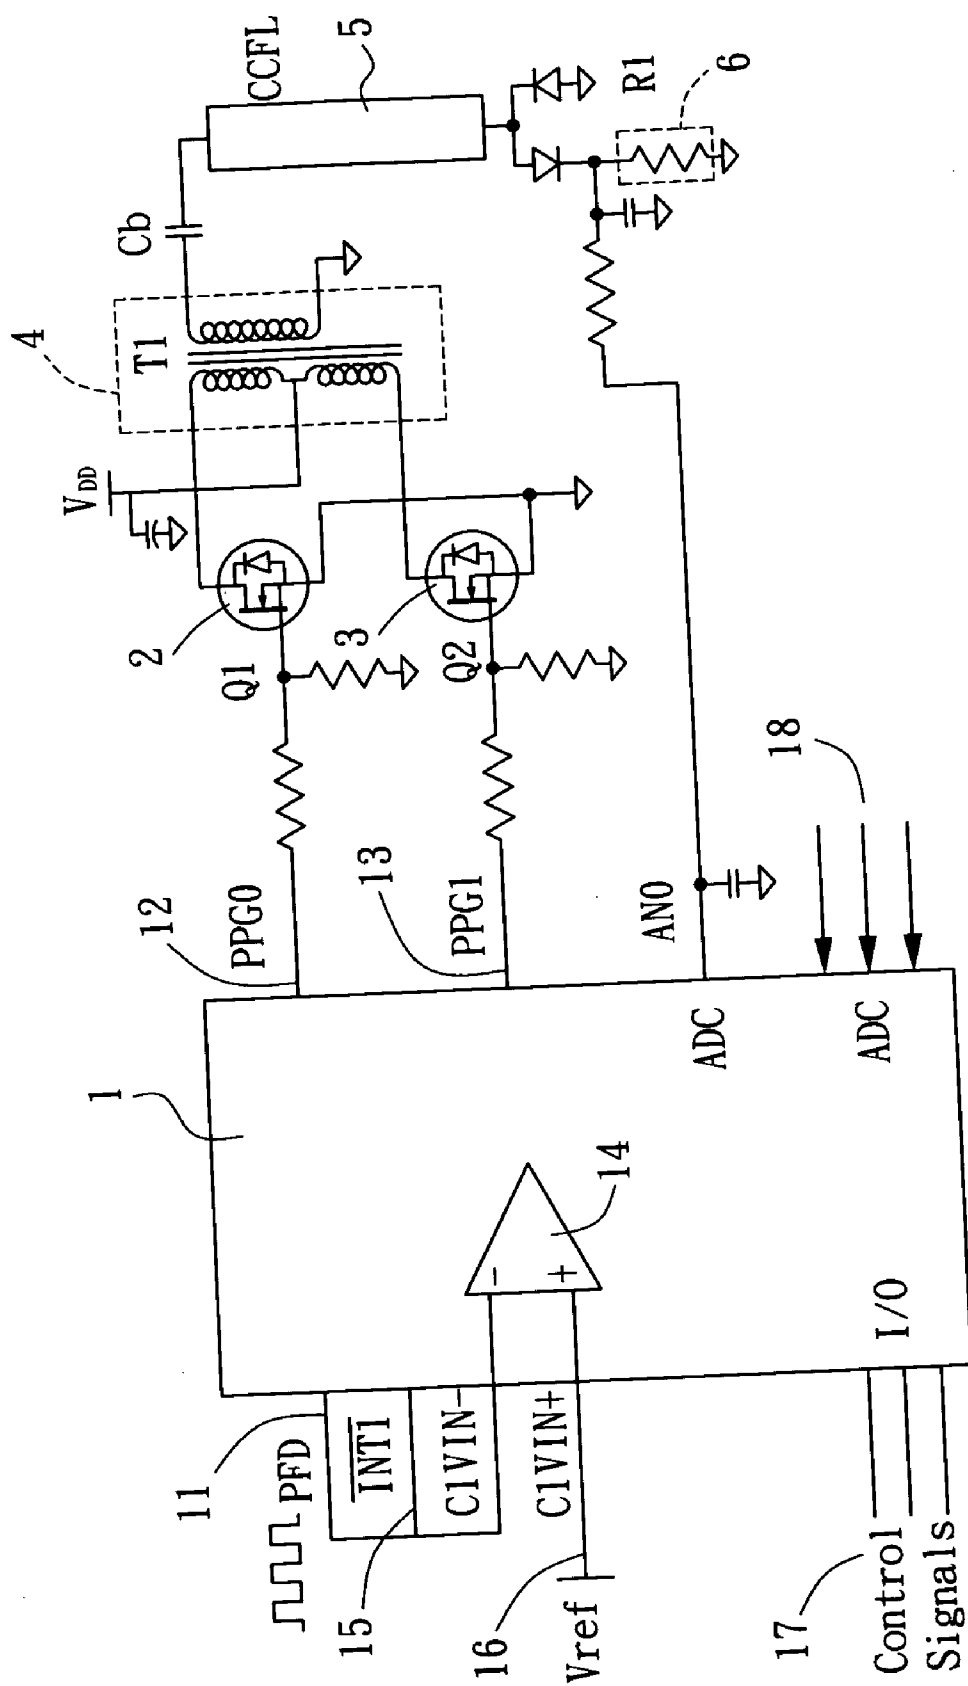 CCFL
5
Cb
R1
6
4
T1
VDD
2
Q1
3
Q2
12
PPG0
13
PPG1
AN0
18
1
ADC
ADC
14
−
+
I/O
11
PFD
INT1
C1VIN−
C1VIN+
15
16
Vref
17
Control
Signals